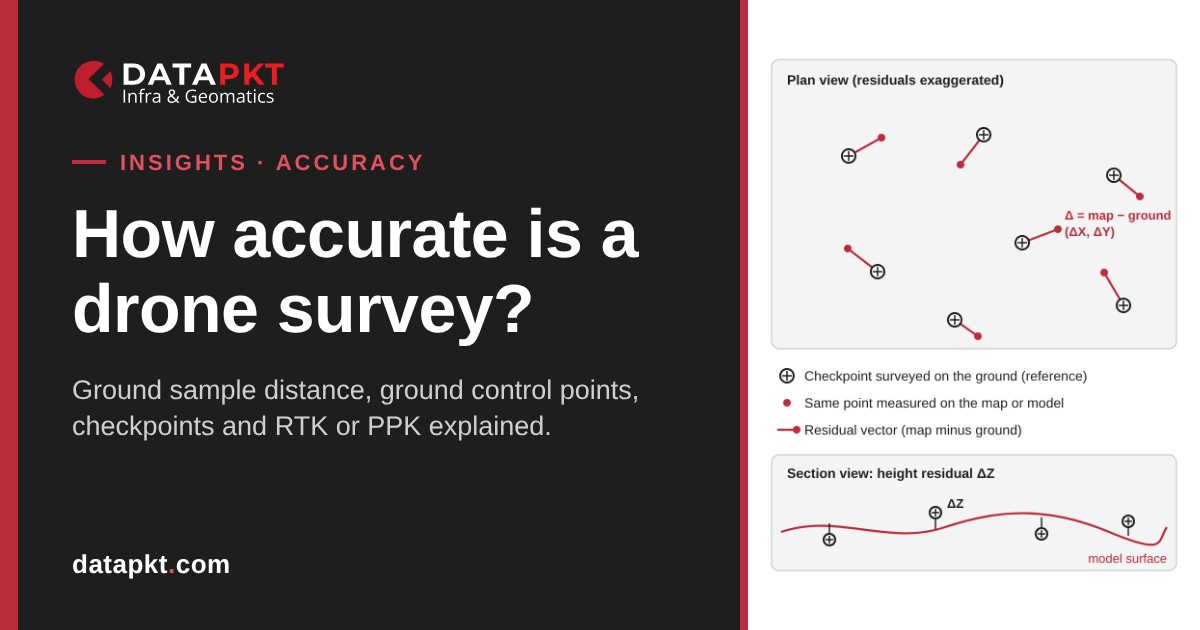 DATAPKT
Infra & Geomatics
INSIGHTS · ACCURACY
How accurate is a
drone survey?
Ground sample distance, ground control points,
checkpoints and RTK or PPK explained.
datapkt.com
Plan view (residuals exaggerated)
Δ = map − ground
(ΔX, ΔY)
Checkpoint surveyed on the ground (reference)
Same point measured on the map or model
Residual vector (map minus ground)
Section view: height residual ΔZ
ΔZ
model surface